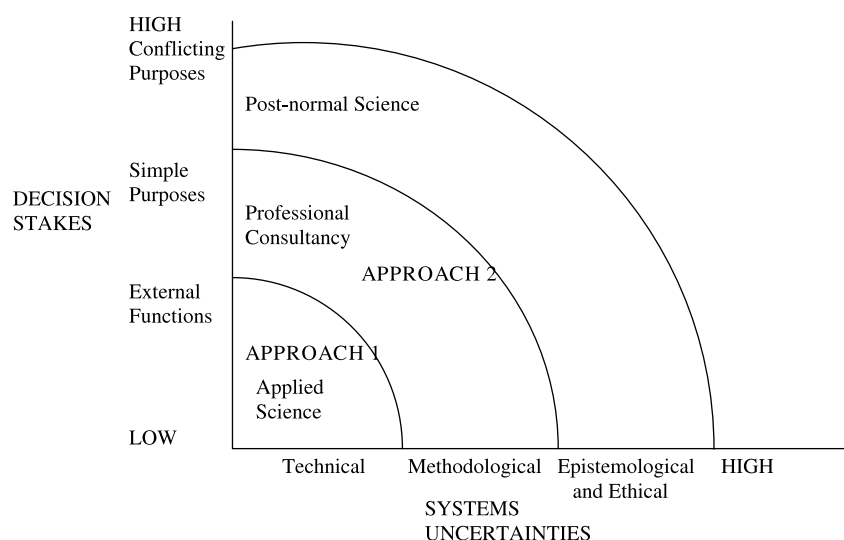 HIGH
Conflicting
Purposes
Post-normal Science
Simple
Purposes
DECISION
STAKES
Professional
Consultancy
APPROACH 2
External
Functions
APPROACH 1
Applied
Science
LOW
Technical
Methodological
Epistemological
and Ethical
HIGH
SYSTEMS
UNCERTAINTIES